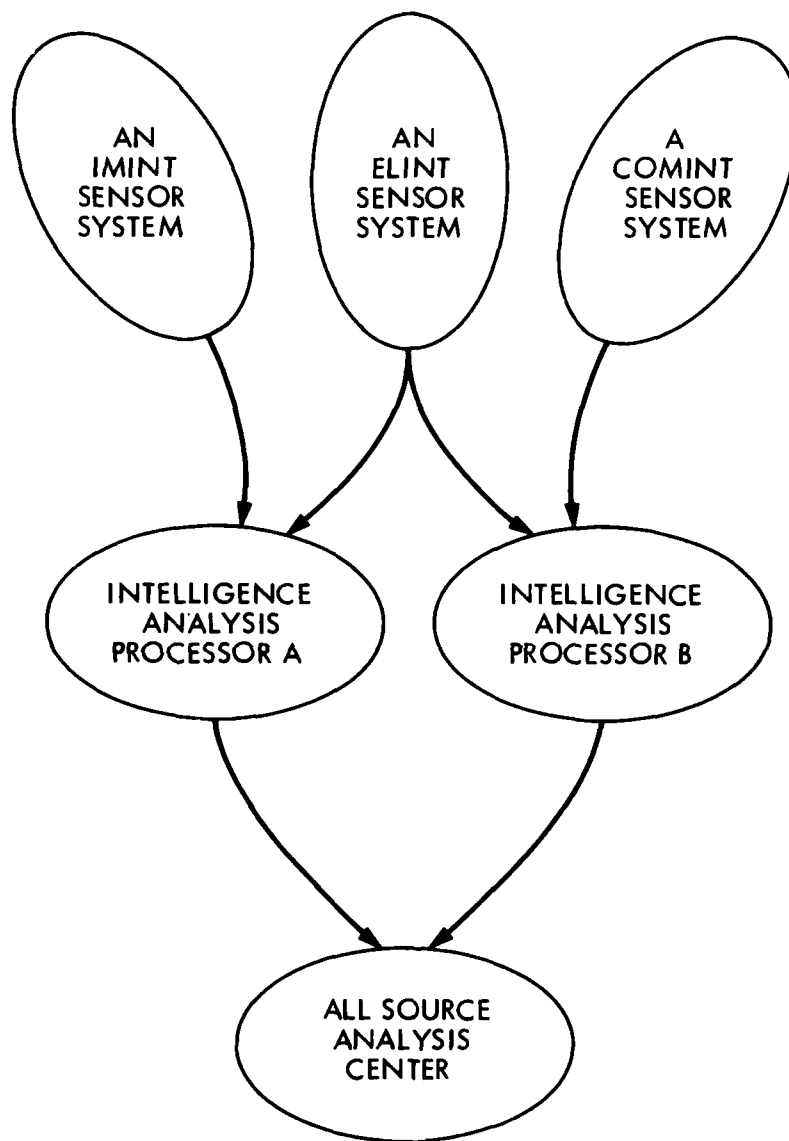 AN
IMINT
SENSOR
SYSTEM
AN
ELINT
SENSOR
SYSTEM
A
COMINT
SENSOR
SYSTEM
INTELLIGENCE
ANALYSIS
PROCESSOR A
INTELLIGENCE
ANALYSIS
PROCESSOR B
ALL SOURCE
ANALYSIS
CENTER